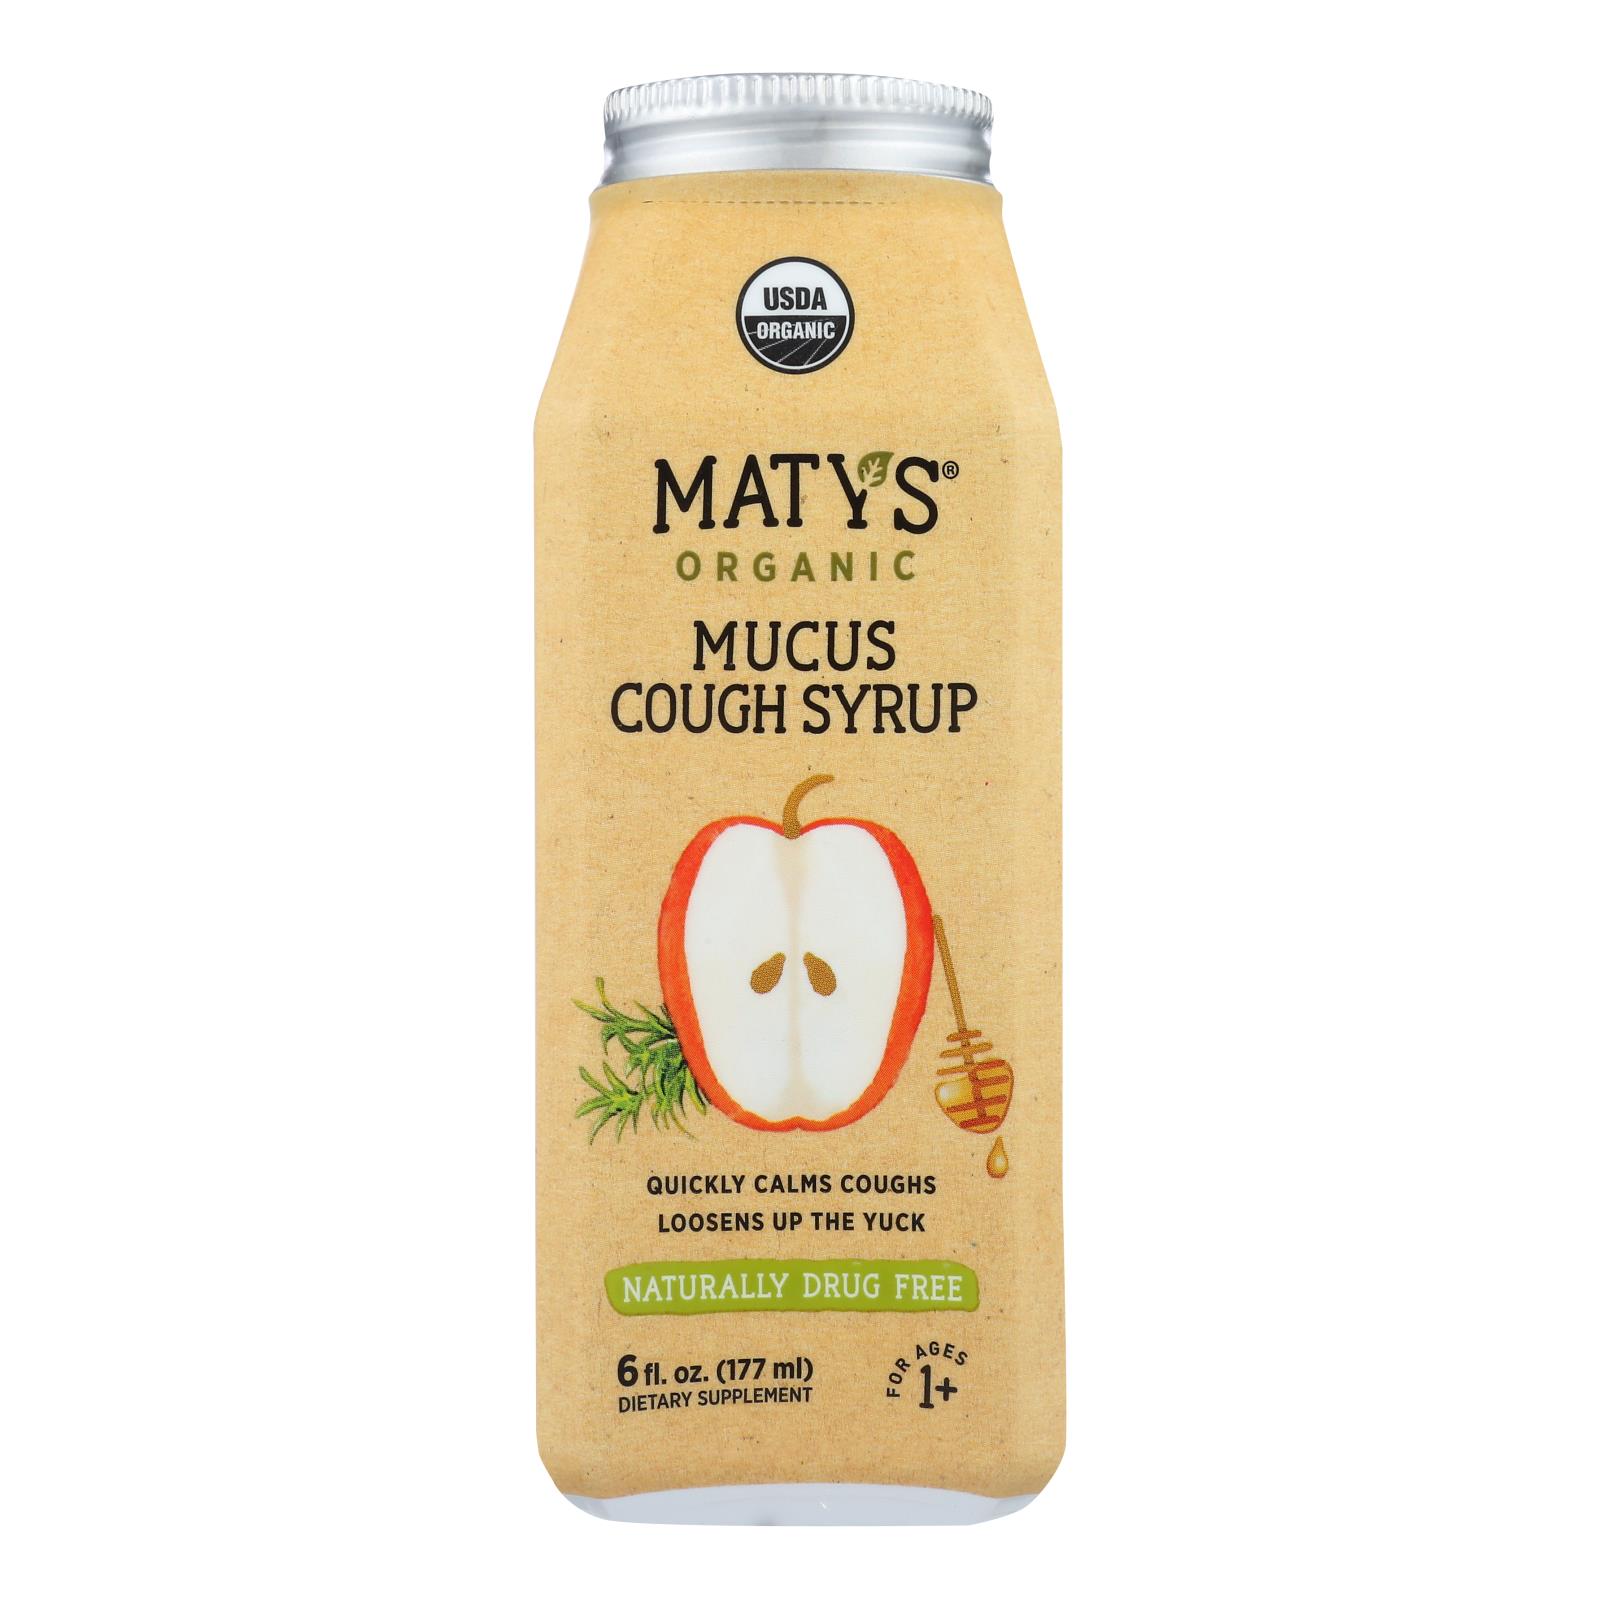 USDA
ORGANIC
MATY'S®
ORGANIC
MUCUS
COUGH SYRUP
QUICKLY CALMS COUGHS
LOOSENS UP THE YUCK
NATURALLY DRUG FREE
6 fl. oz. (177 ml)
DIETARY SUPPLEMENT
FOR AGES
1+